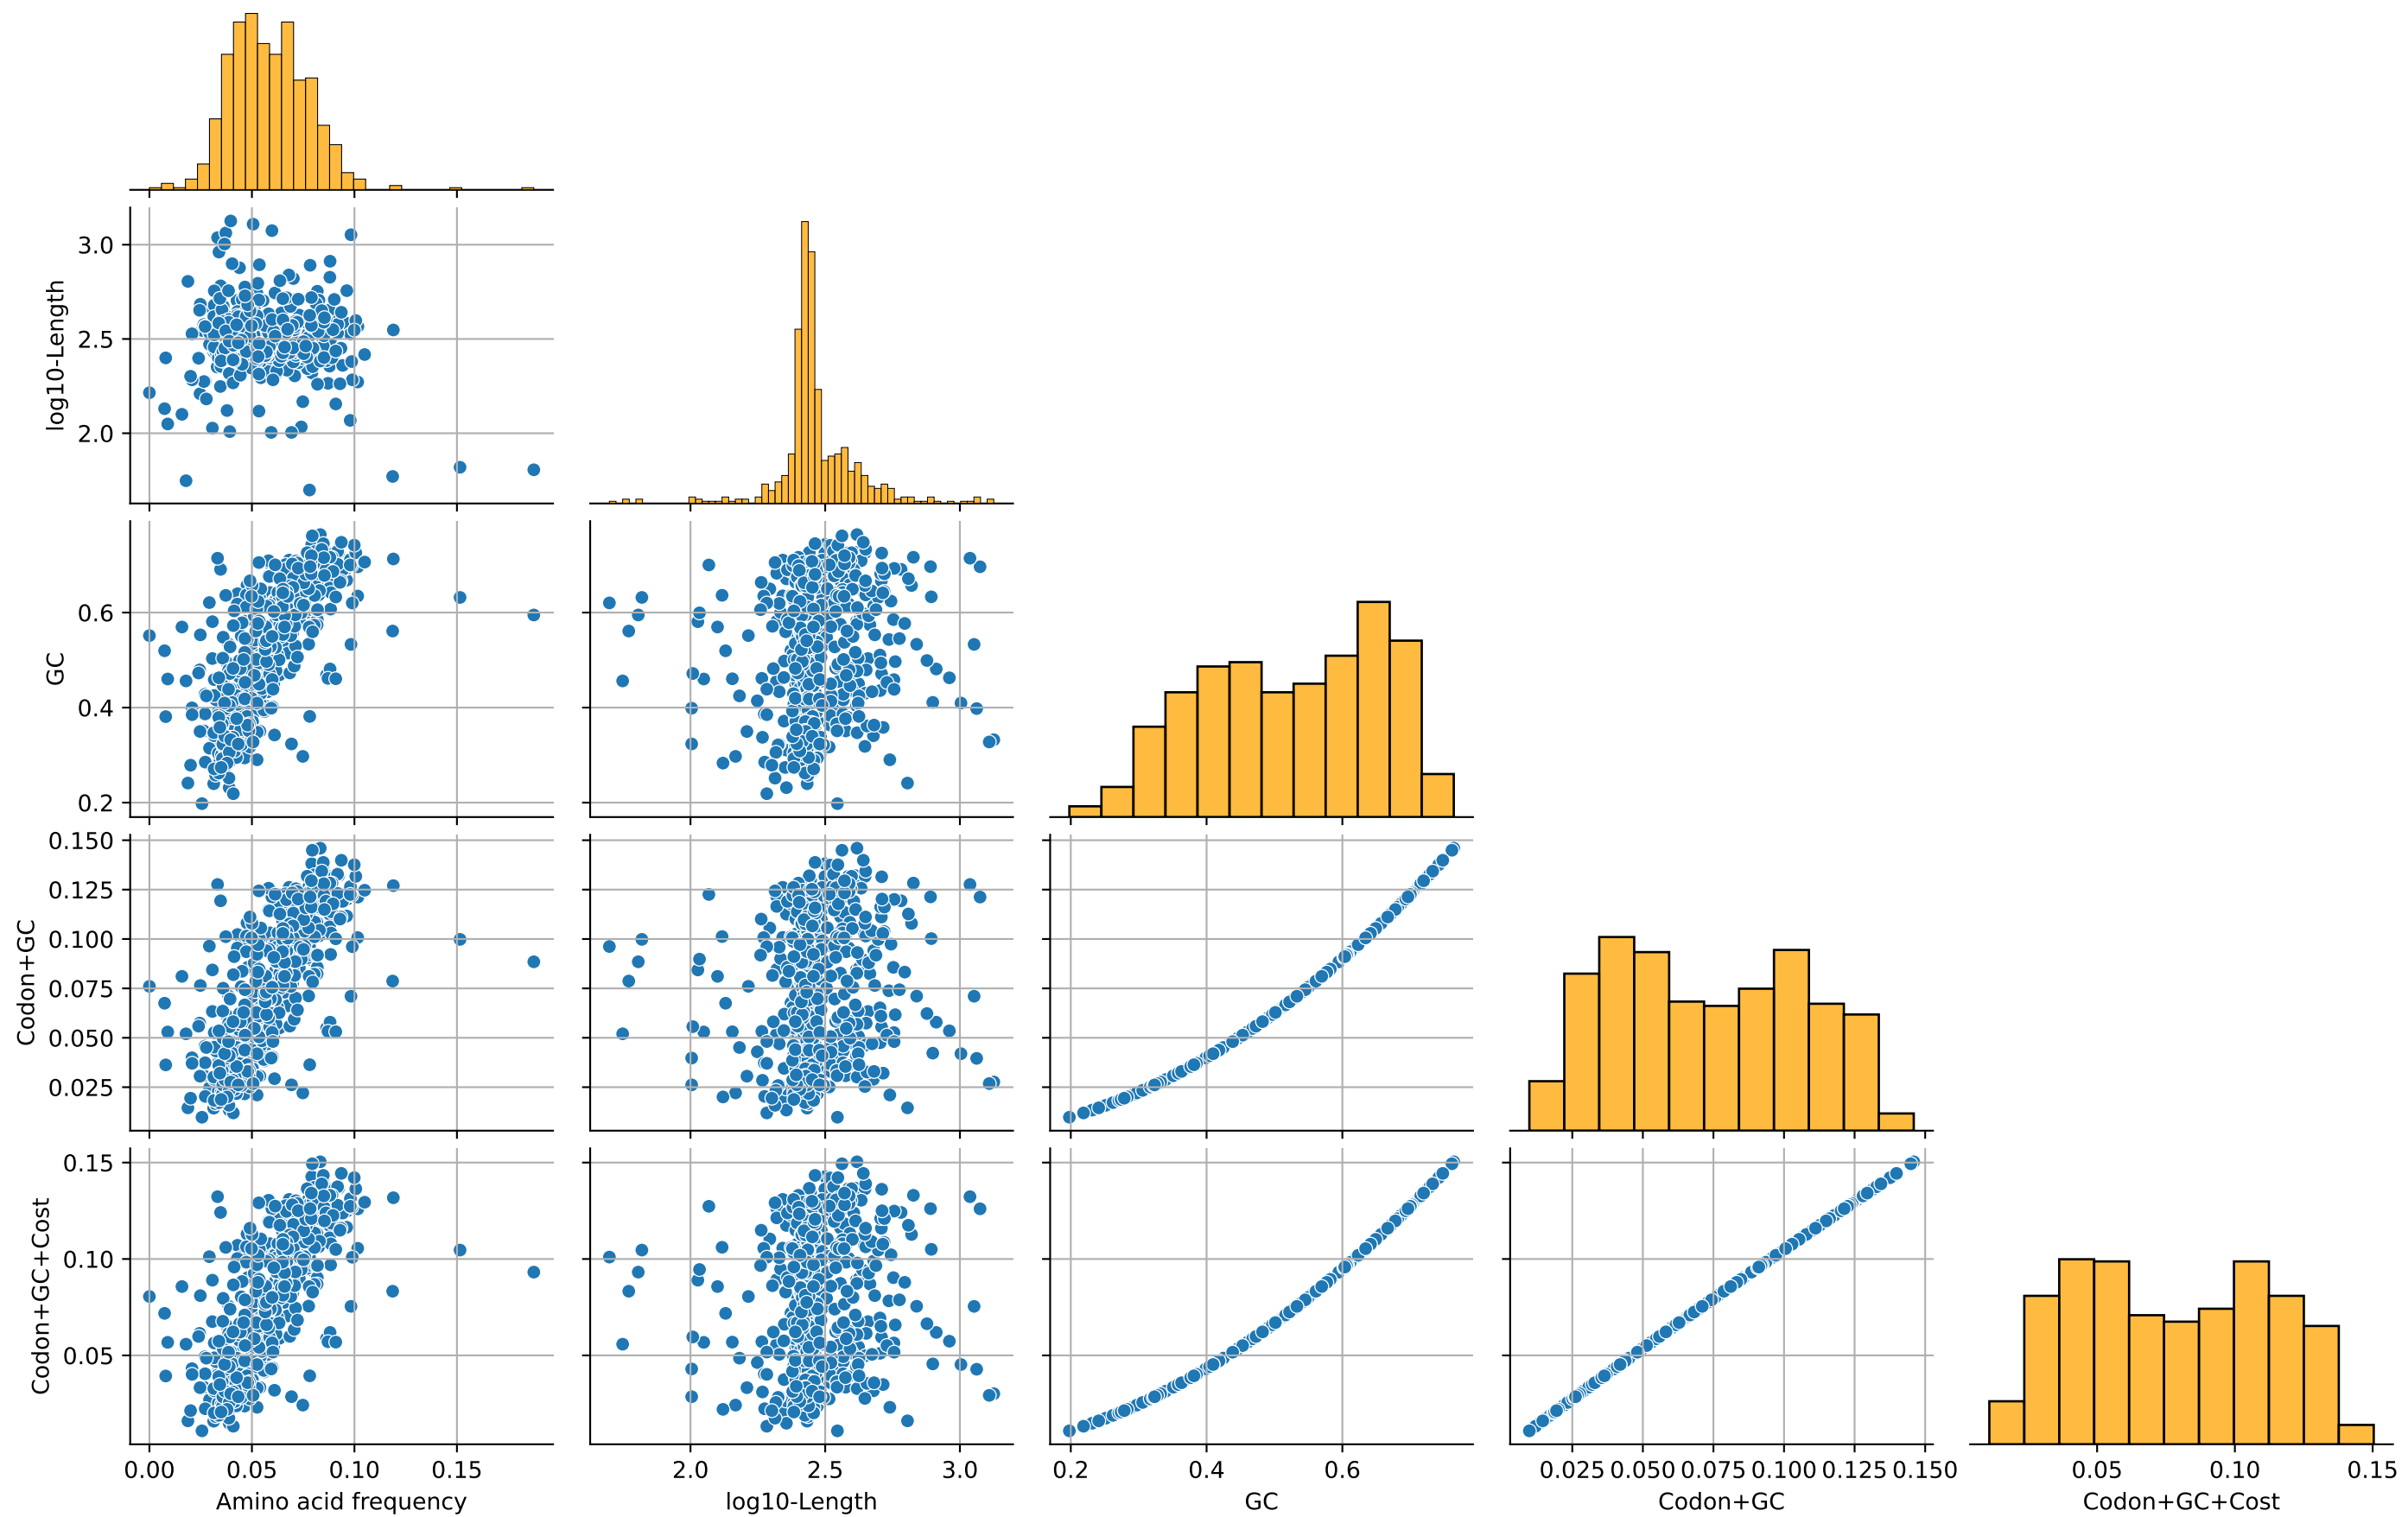 3.0
2.5
2.0
log10-Length
0.6
0.4
0.2
GC
0.150
0.125
0.100
0.075
0.050
0.025
Codon+GC
0.15
0.10
0.05
Codon+GC+Cost
0.00 0.05 0.10 0.15
2.0 2.5 3.0
0.2 0.4 0.6
0.025 0.050 0.075 0.100 0.125 0.150
0.05 0.10 0.15
Amino acid frequency
log10-Length
GC
Codon+GC
Codon+GC+Cost